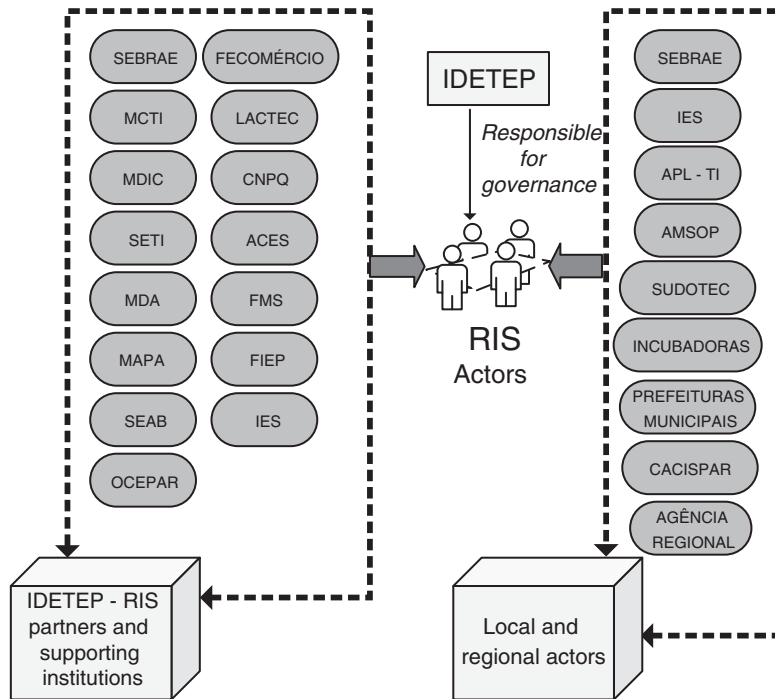 SEBRAE
FECOMÉRCIO
MCTI
LACTEC
MDIC
CNPQ
SETI
ACES
MDA
FMS
MAPA
FIEP
SEAB
IES
OCEPAR
IDETEP - RIS
partners and
supporting
institutions
IDETEP
Responsible
for
governance
RIS
Actors
SEBRAE
IES
APL - TI
AMSOP
SUDOTEC
INCUBADORAS
PREFEITURAS
MUNICIPAIS
CACISPAR
AGÊNCIA
REGIONAL
Local and
regional actors